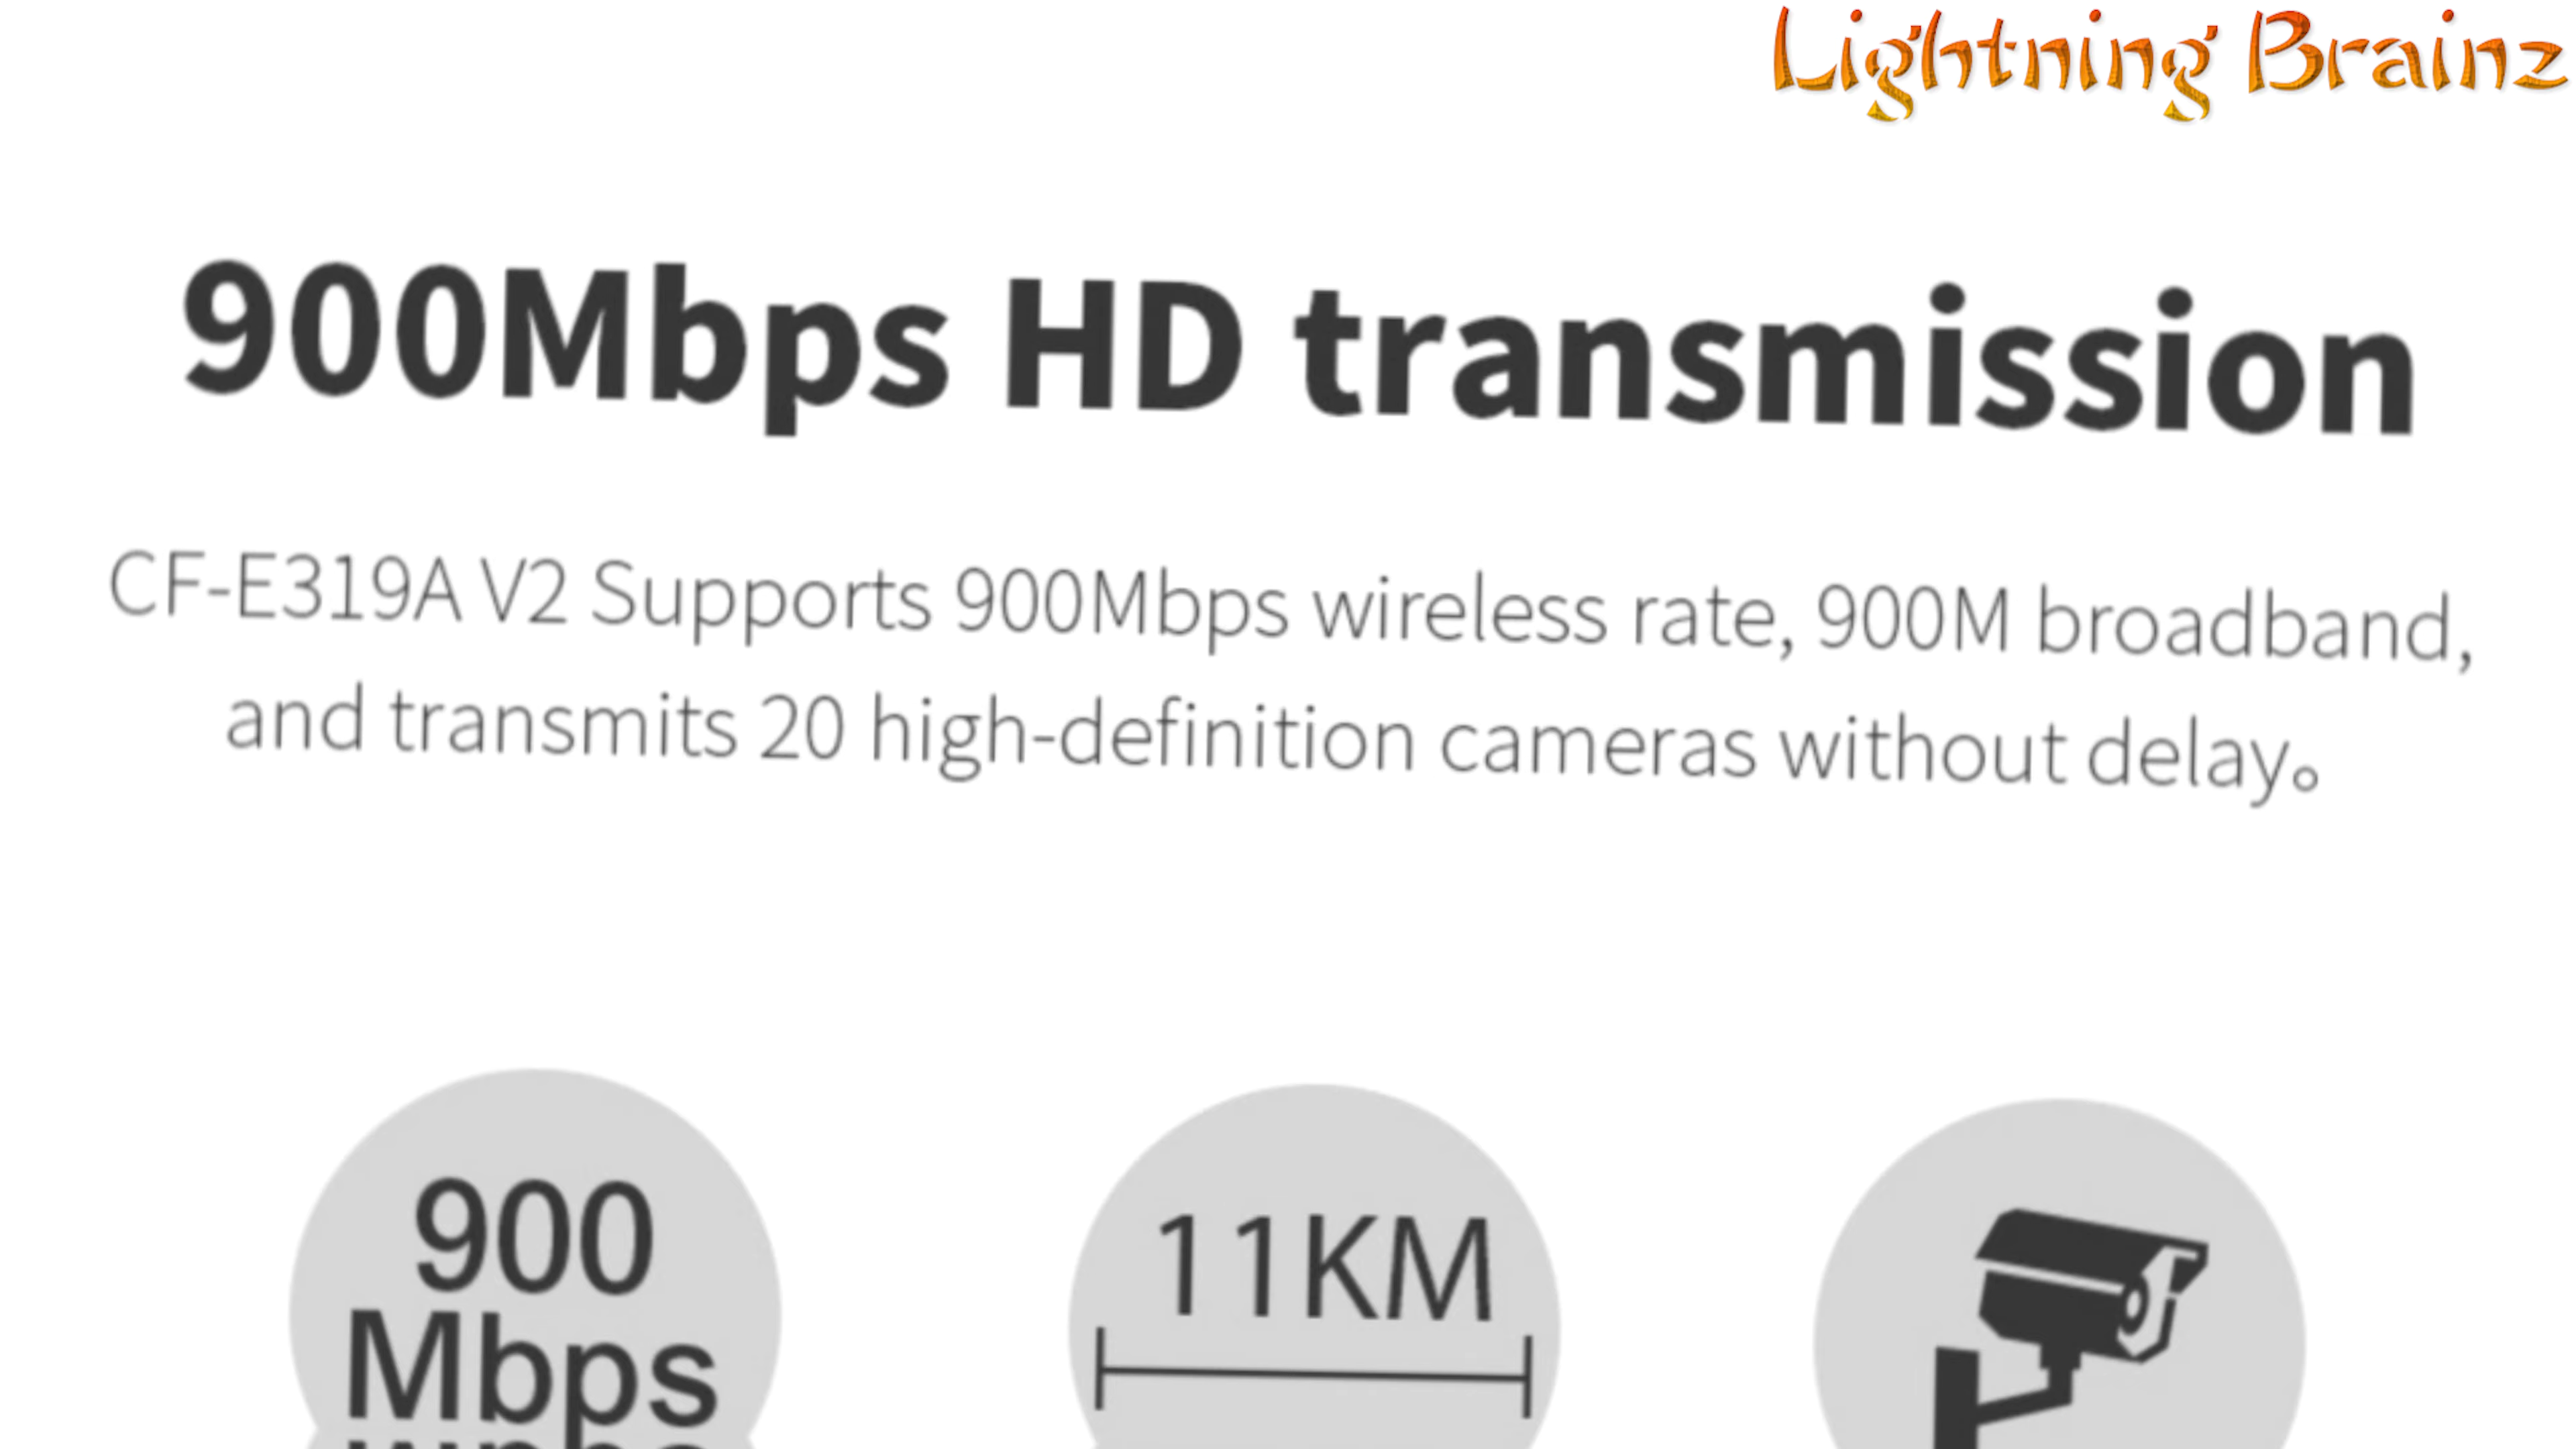 Lightning Brainz
900Mbps HD transmission
CF-E319A V2 Supports 900Mbps wireless rate, 900M broadband,
and transmits 20 high-definition cameras without delay。
900
Mbps
11KM